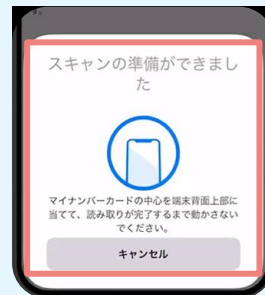 スキャンの準備ができまし
た
マイナンバーカードの中心を端末背面上部に
当てて、読み取りが完了するまで動かさない
でください。
キャンセル